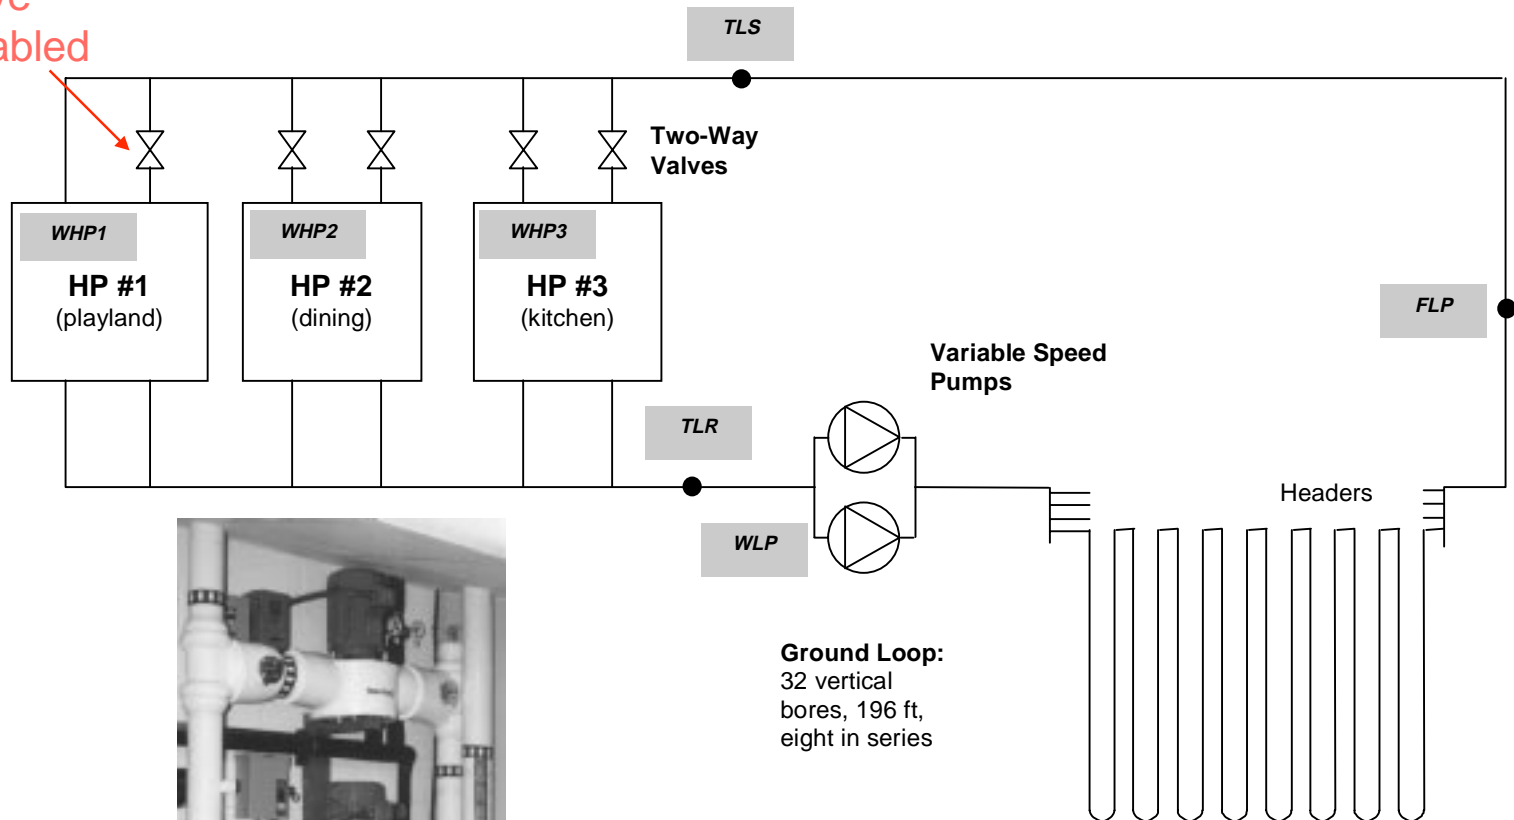 abled
TLS
Two-Way
Valves
WHP1
HP #1
(playland)
WHP2
HP #2
(dining)
WHP3
HP #3
(kitchen)
FLP
Variable Speed
Pumps
TLR
WLP
Headers
Ground Loop:
32 vertical
bores, 196 ft,
eight in series